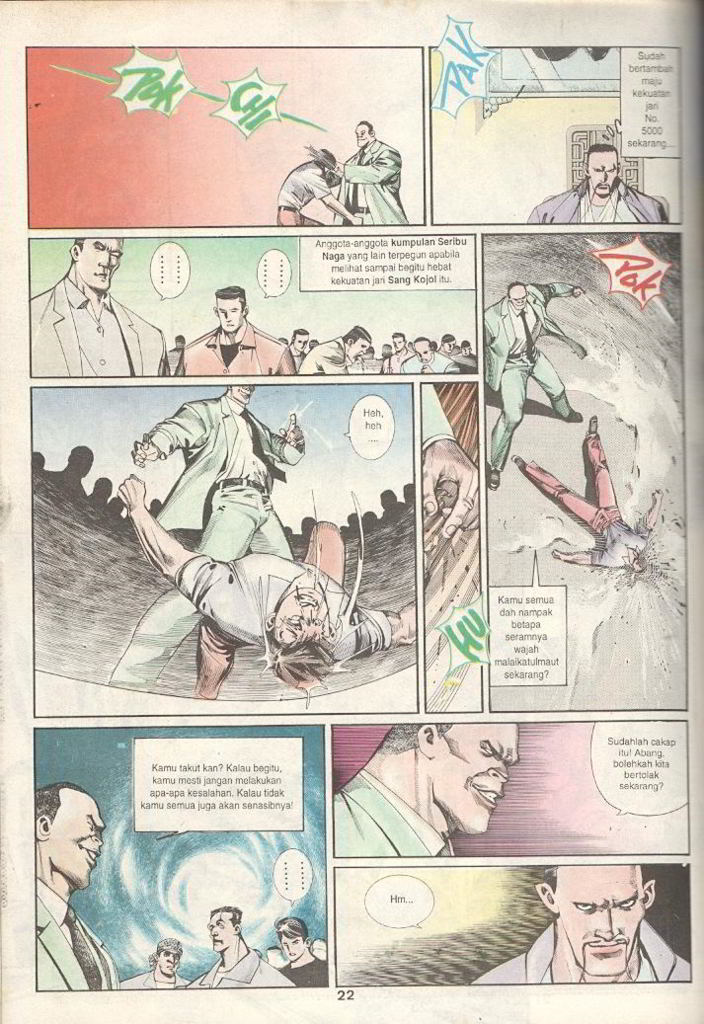 Pok
CHI
PAK
Sudah
bertambah
maju
kekuatan
jari
No.
5000
sekarang...
Anggota-anggota kumpulan Seribu
Naga yang lain terpegun apabila
melihat sampai begitu hebat
kekuatan jari Sang Kojol itu.
POK
Heh,
heh
....
HU
Kamu semua
dah nampak
betapa
seramnya
wajah
malaikatulmaut
sekarang?
Kamu takut kan? Kalau begitu,
kamu mesti jangan melakukan
apa-apa kesalahan. Kalau tidak
kamu semua juga akan senasibnya!
Sudahlah cakap
itu! Abang,
bolehkah kita
bertolak
sekarang?
Hm...
22